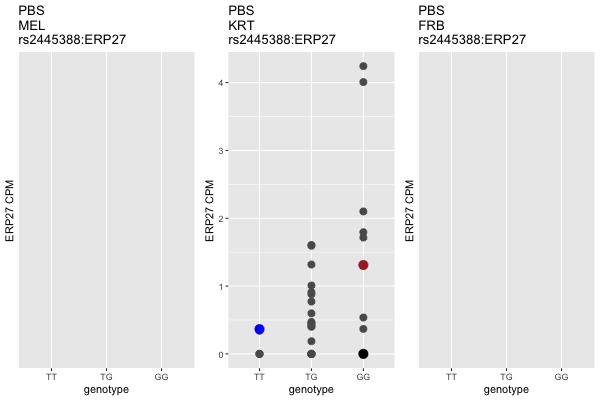 PBS
MEL
rs2445388:ERP27
ERP27 CPM
TT TG GG
genotype
PBS
KRT
rs2445388:ERP27
ERP27 CPM
4
3
2
1
0
TT TG GG
genotype
PBS
FRB
rs2445388:ERP27
ERP27 CPM
TT TG GG
genotype